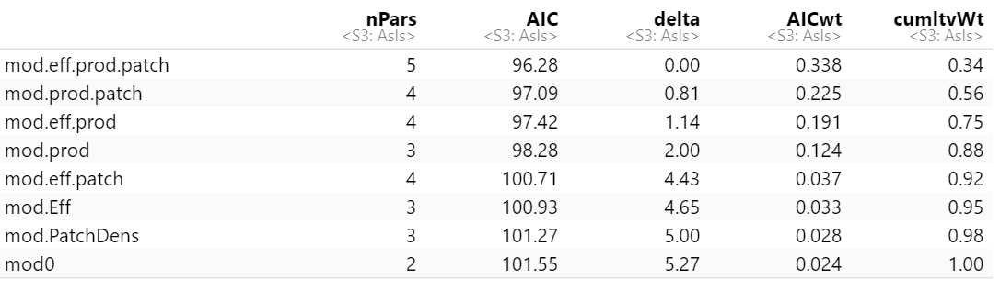 nPars AIC delta AICwt cumltvWt
<S3: AsIs> <S3: AsIs> <S3: AsIs> <S3: AsIs> <S3: AsIs>
mod.eff.prod.patch 5 96.28 0.00 0.338 0.34
mod.prod.patch 4 97.09 0.81 0.225 0.56
mod.eff.prod 4 97.42 1.14 0.191 0.75
mod.prod 3 98.28 2.00 0.124 0.88
mod.eff.patch 4 100.71 4.43 0.037 0.92
mod.Eff 3 100.93 4.65 0.033 0.95
mod.PatchDens 3 101.27 5.00 0.028 0.98
mod0 2 101.55 5.27 0.024 1.00